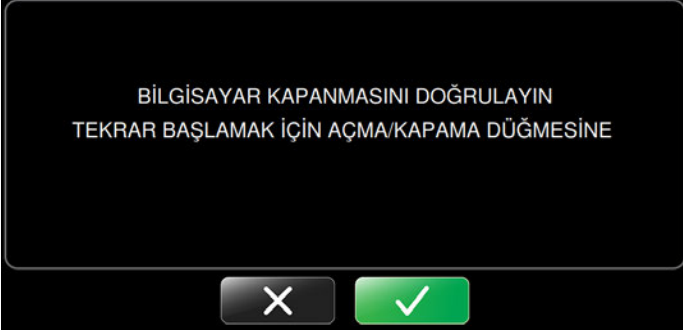 BİLGİSAYAR KAPANMASINI DOĞRULAYIN
TEKRAR BAŞLAMAK İÇİN AÇMA/KAPAMA DÜĞMESİNE